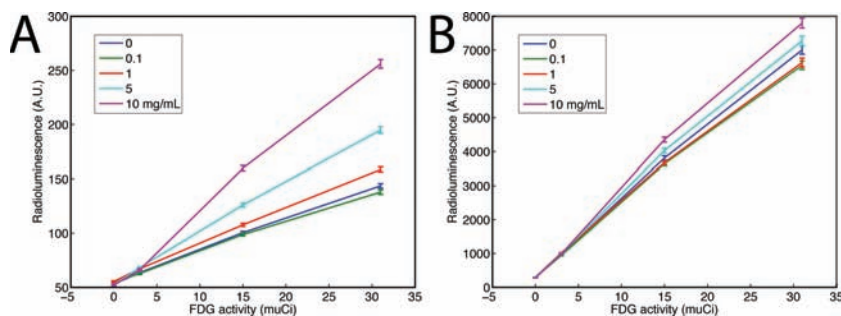 A
300
250
200
150
100
50
Radioluminescence (A.U.)
0
0.1
1
5
10 mg/mL
−5 0 5 10 15 20 25 30 35
FDG activity (muCi)
B
8000
7000
6000
5000
4000
3000
2000
1000
0
Radioluminescence (A.U.)
0
0.1
1
5
10 mg/mL
−5 0 5 10 15 20 25 30 35
FDG activity (muCi)